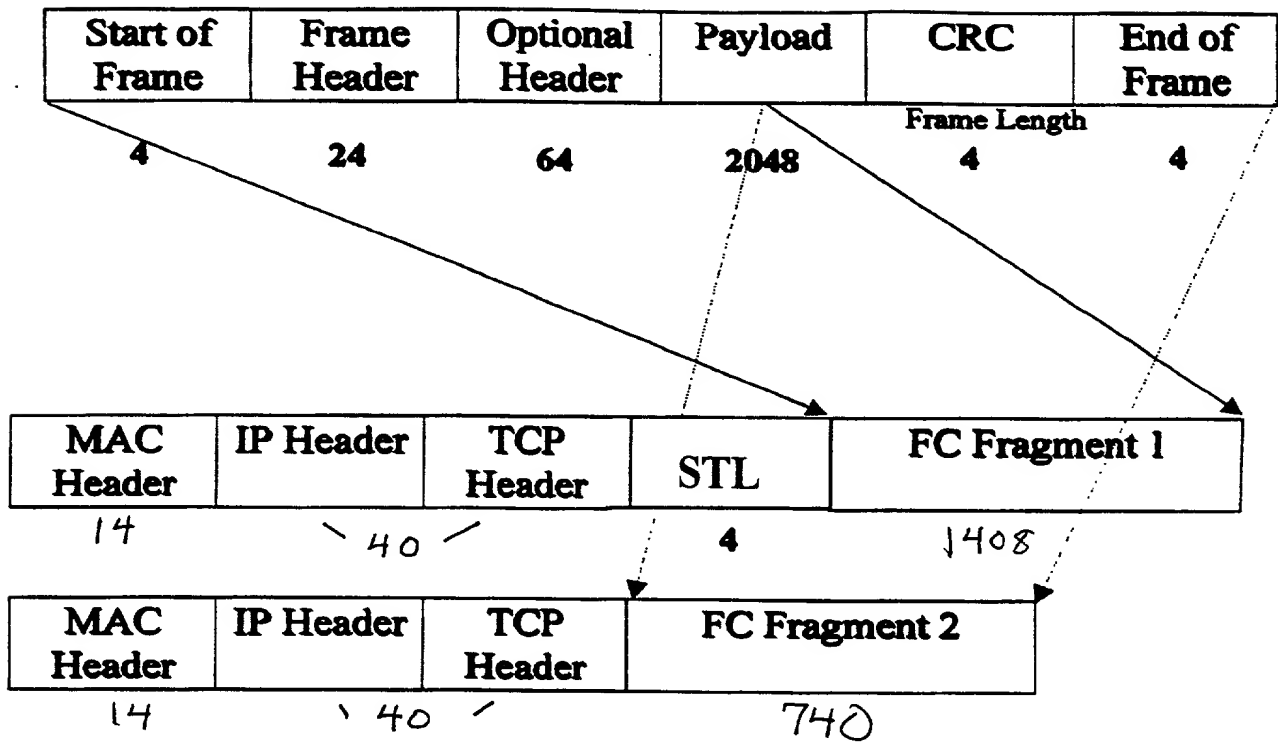 Start of Frame Optional Payload CRC End of
Frame Header Header Frame
Frame Length
4 24 64 2048 4 4
MAC IP Header TCP STL FC Fragment 1
Header Header
14 40 4 1408
MAC IP Header TCP FC Fragment 2
Header Header
14 40 740